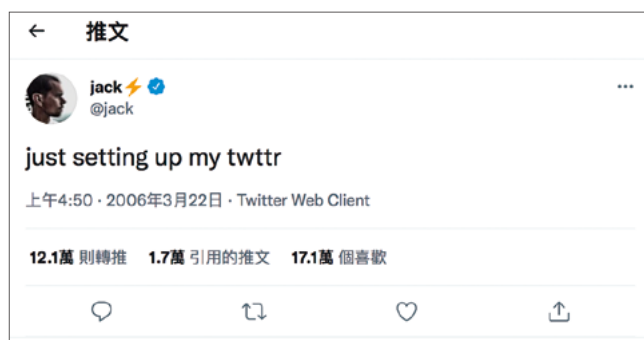 推文
jack⚡
@jack
just setting up my twttr
上午4:50 · 2006年3月22日 · Twitter Web Client
12.1萬 則轉推 1.7萬 引用的推文 17.1萬 個喜歡